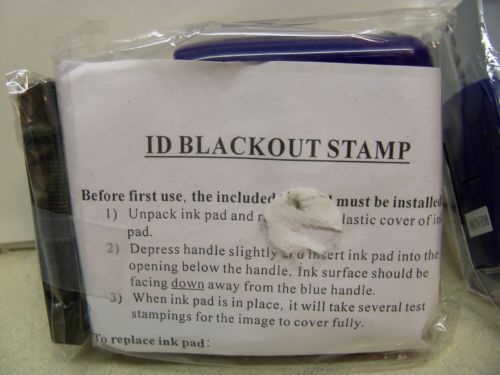 ID BLACKOUT STAMP
Before first use, the included must be installed
1) Unpack ink pad and lastic cover of in
pad.
2) Depress handle slightly and insert ink pad into the
opening below the handle. Ink surface should be
facing down away from the blue handle.
3) When ink pad is in place, it will take several test
stampings for the image to cover fully.
To replace ink pad: